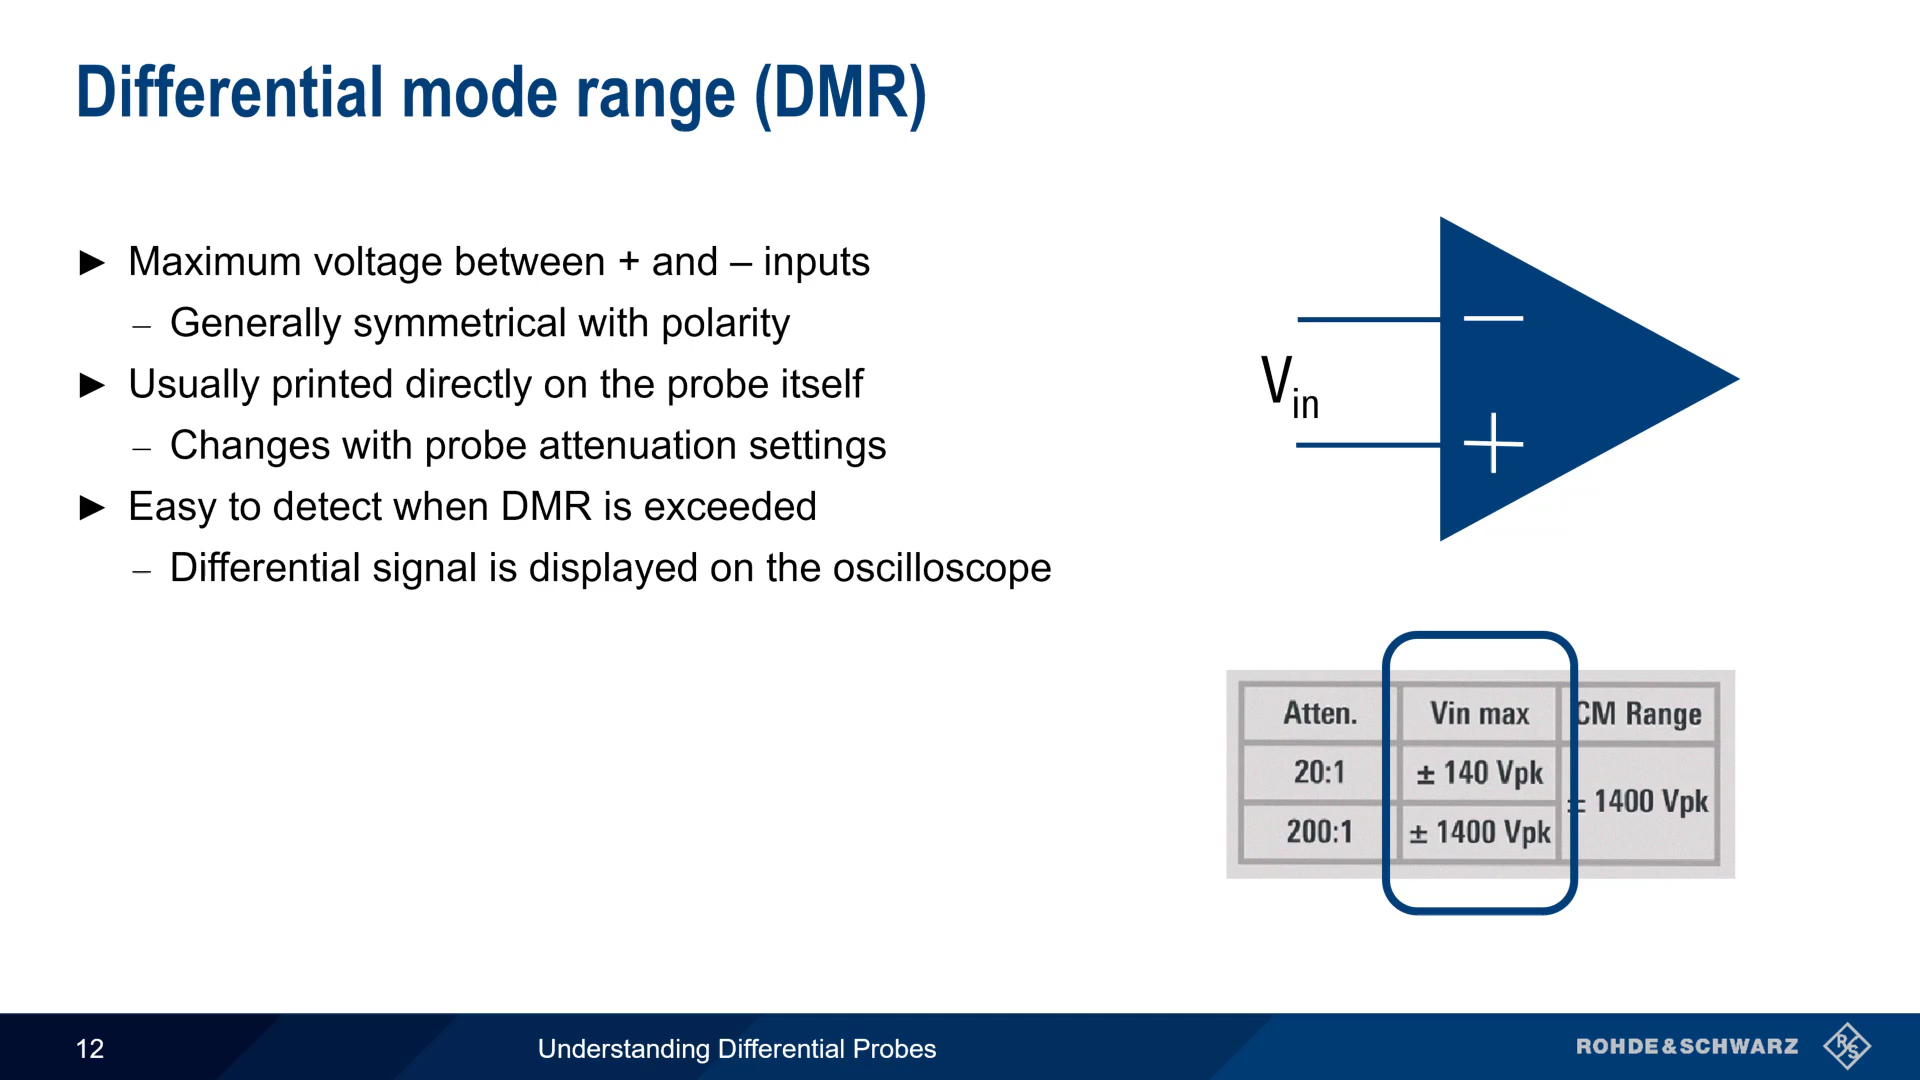 Differential mode range (DMR)
► Maximum voltage between + and – inputs
– Generally symmetrical with polarity
► Usually printed directly on the probe itself
– Changes with probe attenuation settings
► Easy to detect when DMR is exceeded
– Differential signal is displayed on the oscilloscope
−
Vin
+
Atten. Vin max CM Range
20:1 ± 140 Vpk
± 1400 Vpk
200:1 ± 1400 Vpk
12 Understanding Differential Probes ROHDE&SCHWARZ R&S